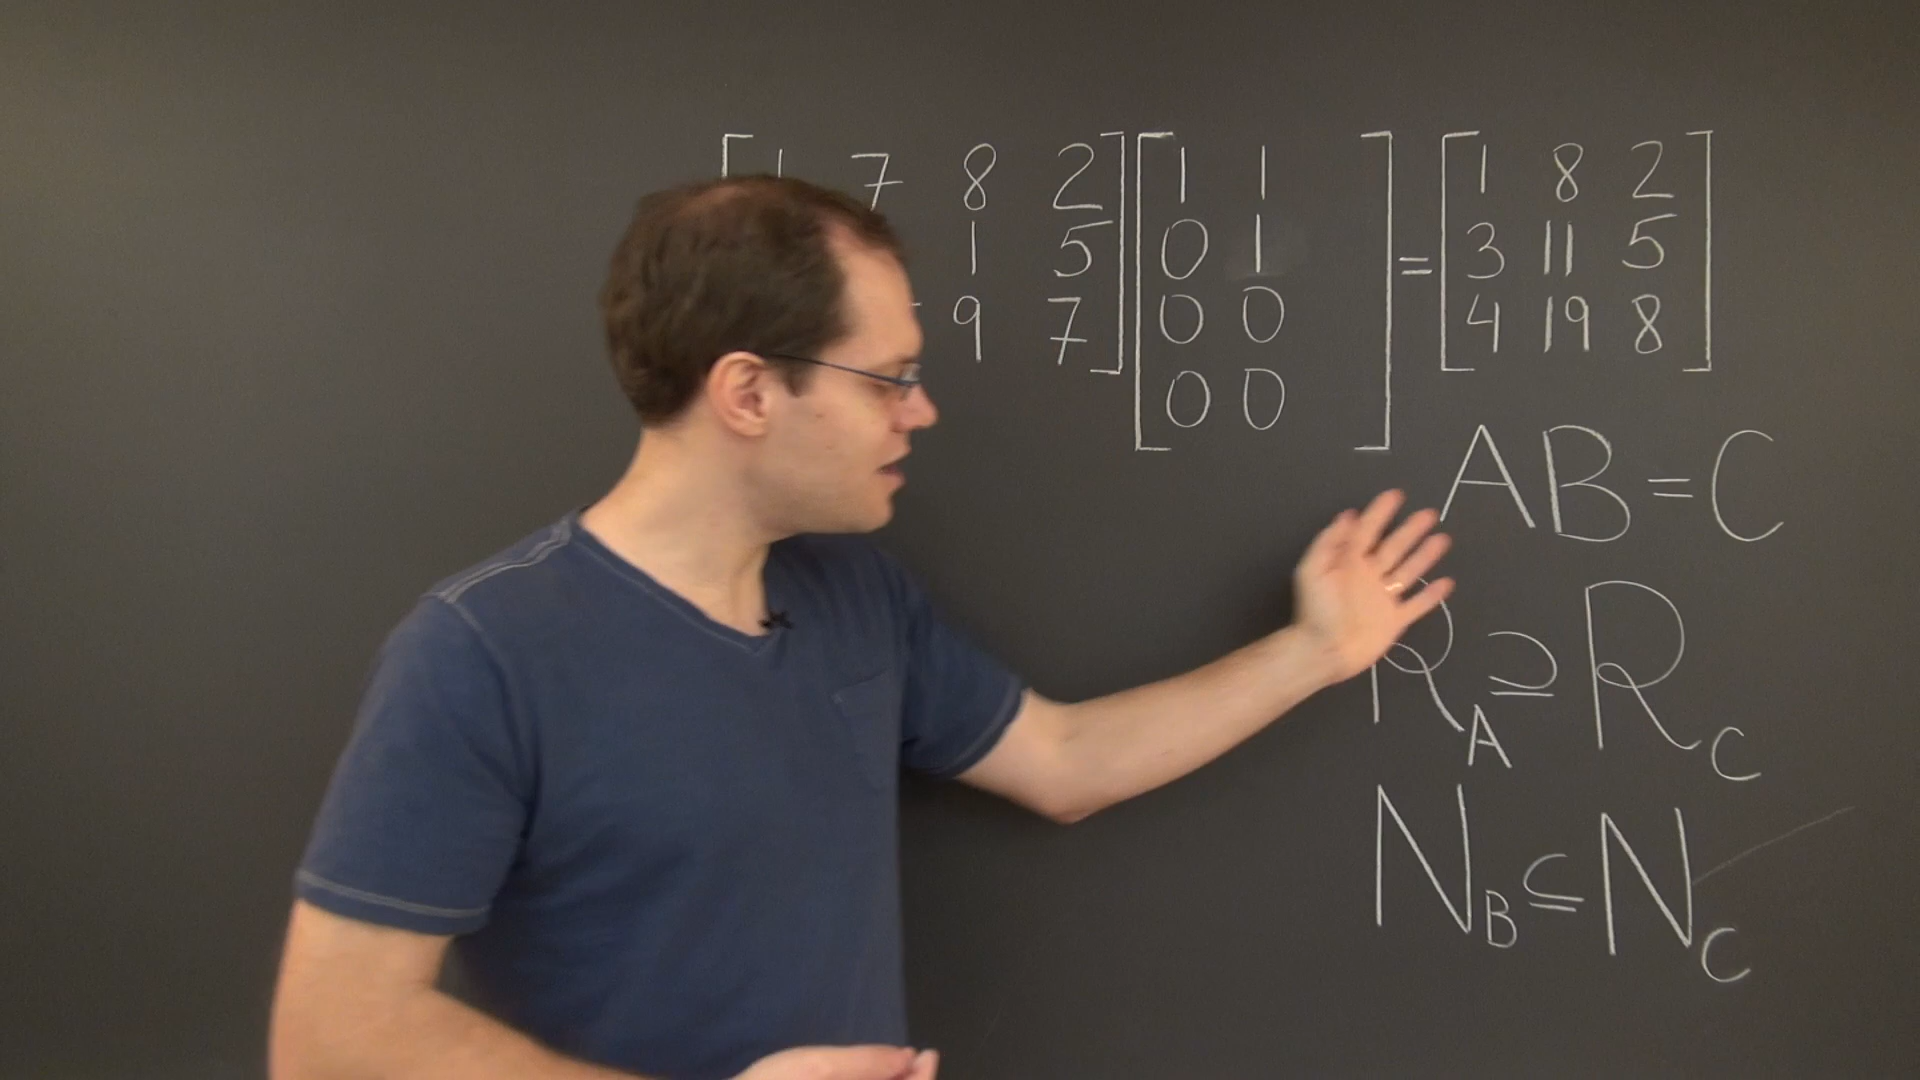 [1 7 8 2] [1 1] = [1 8 2]
1 5 0 1 3 11 5
9 7 0 0 4 19 8
0 0
AB=C
R_A ⊇ R_C
N_B ⊆ N_C